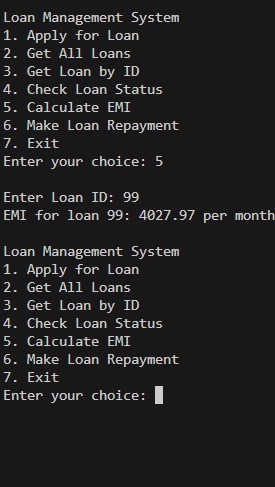 Loan Management System
1. Apply for Loan
2. Get All Loans
3. Get Loan by ID
4. Check Loan Status
5. Calculate EMI
6. Make Loan Repayment
7. Exit
Enter your choice: 5
Enter Loan ID: 99
EMI for loan 99: 4027.97 per month
Loan Management System
1. Apply for Loan
2. Get All Loans
3. Get Loan by ID
4. Check Loan Status
5. Calculate EMI
6. Make Loan Repayment
7. Exit
Enter your choice: